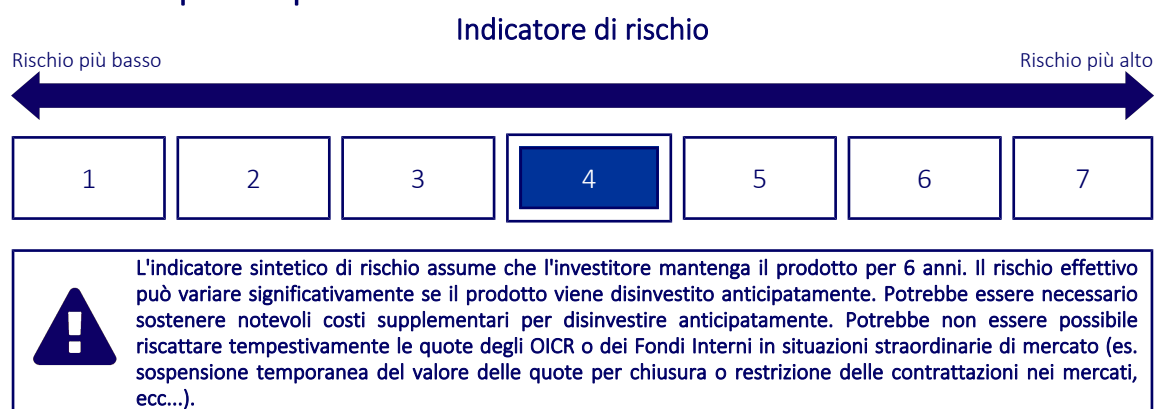 Indicatore di rischio
Rischio più basso
Rischio più alto
1
2
3
4
5
6
7
L'indicatore sintetico di rischio assume che l'investitore mantenga il prodotto per 6 anni. Il rischio effettivo
può variare significativamente se il prodotto viene disinvestito anticipatamente. Potrebbe essere necessario
sostenere notevoli costi supplementari per disinvestire anticipatamente. Potrebbe non essere possibile
riscattare tempestivamente le quote degli OICR o dei Fondi Interni in situazioni straordinarie di mercato (es.
sospensione temporanea del valore delle quote per chiusura o restrizione delle contrattazioni nei mercati,
ecc...).